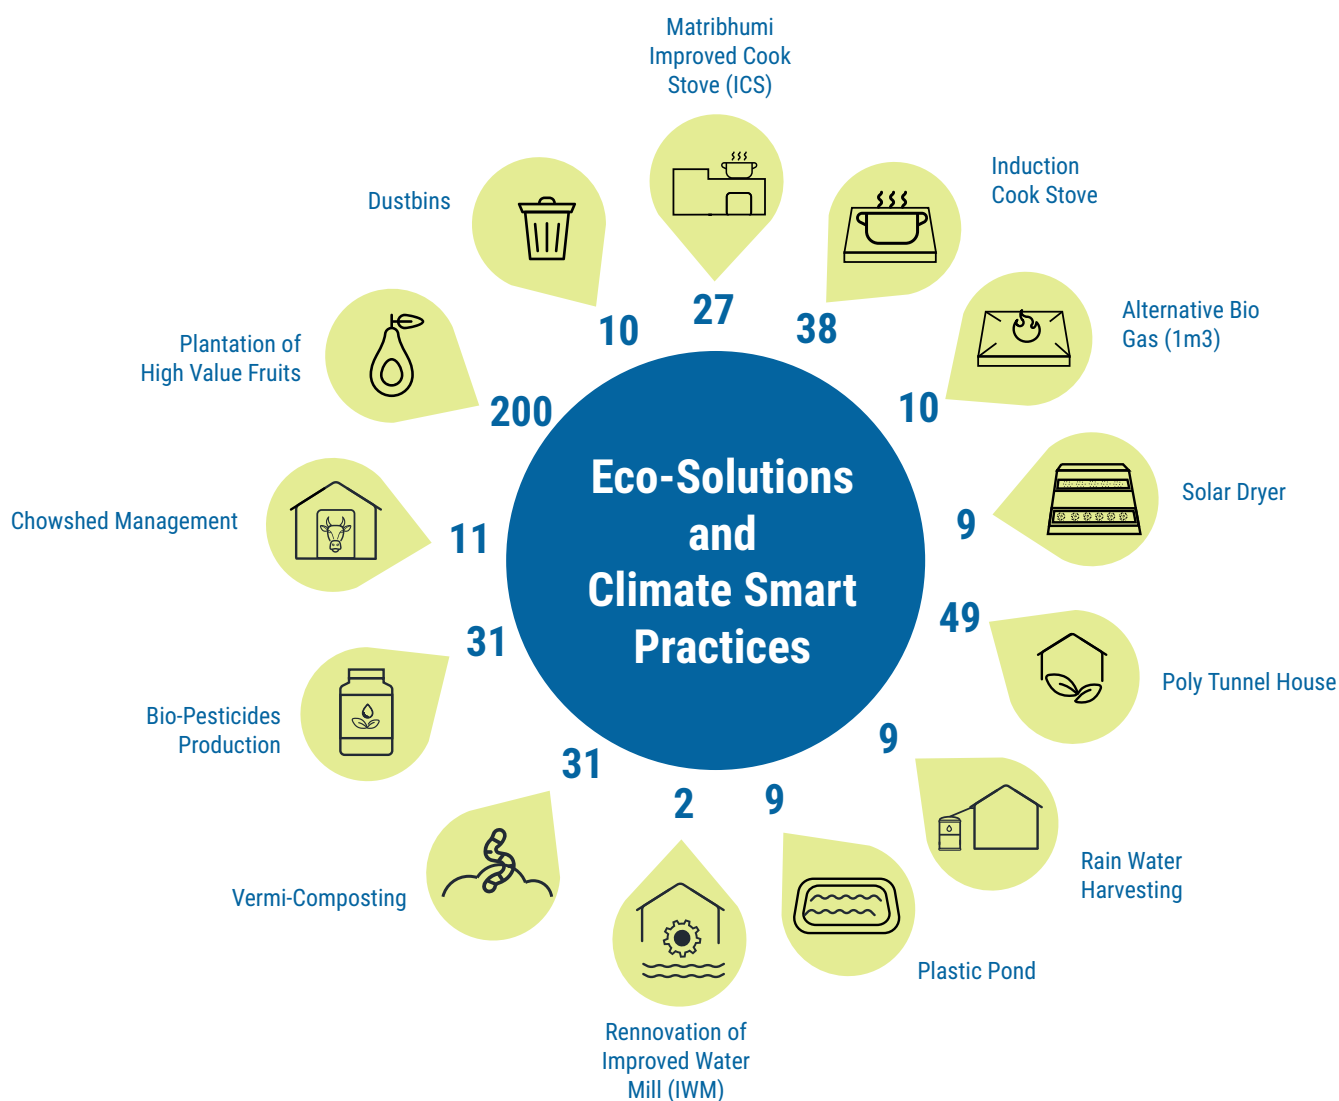 Matribhumi
Improved Cook
Stove (ICS)
27
Induction
Cook Stove
38
Alternative Bio
Gas (1m3)
10
Solar Dryer
9
Poly Tunnel House
49
Rain Water
Harvesting
9
Plastic Pond
9
Rennovation of
Improved Water
Mill (IWM)
2
Vermi-Composting
31
Bio-Pesticides
Production
31
Chowshed Management
11
Plantation of
High Value Fruits
200
Dustbins
10
Eco-Solutions
and
Climate Smart
Practices